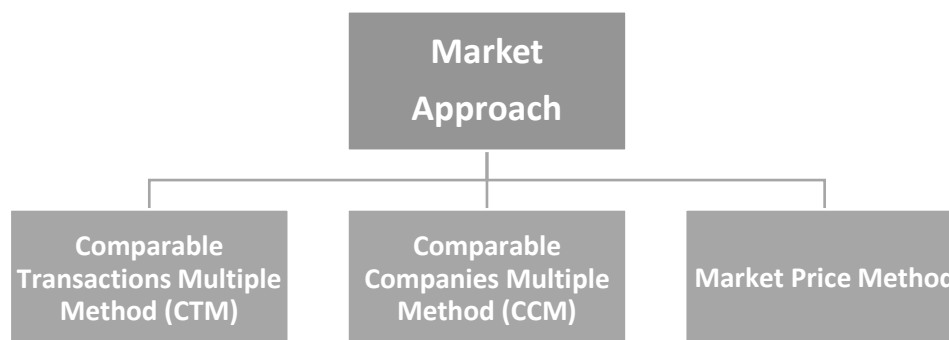 Market
Approach
Comparable
Transactions Multiple
Method (CTM)
Comparable
Companies Multiple
Method (CCM)
Market Price Method